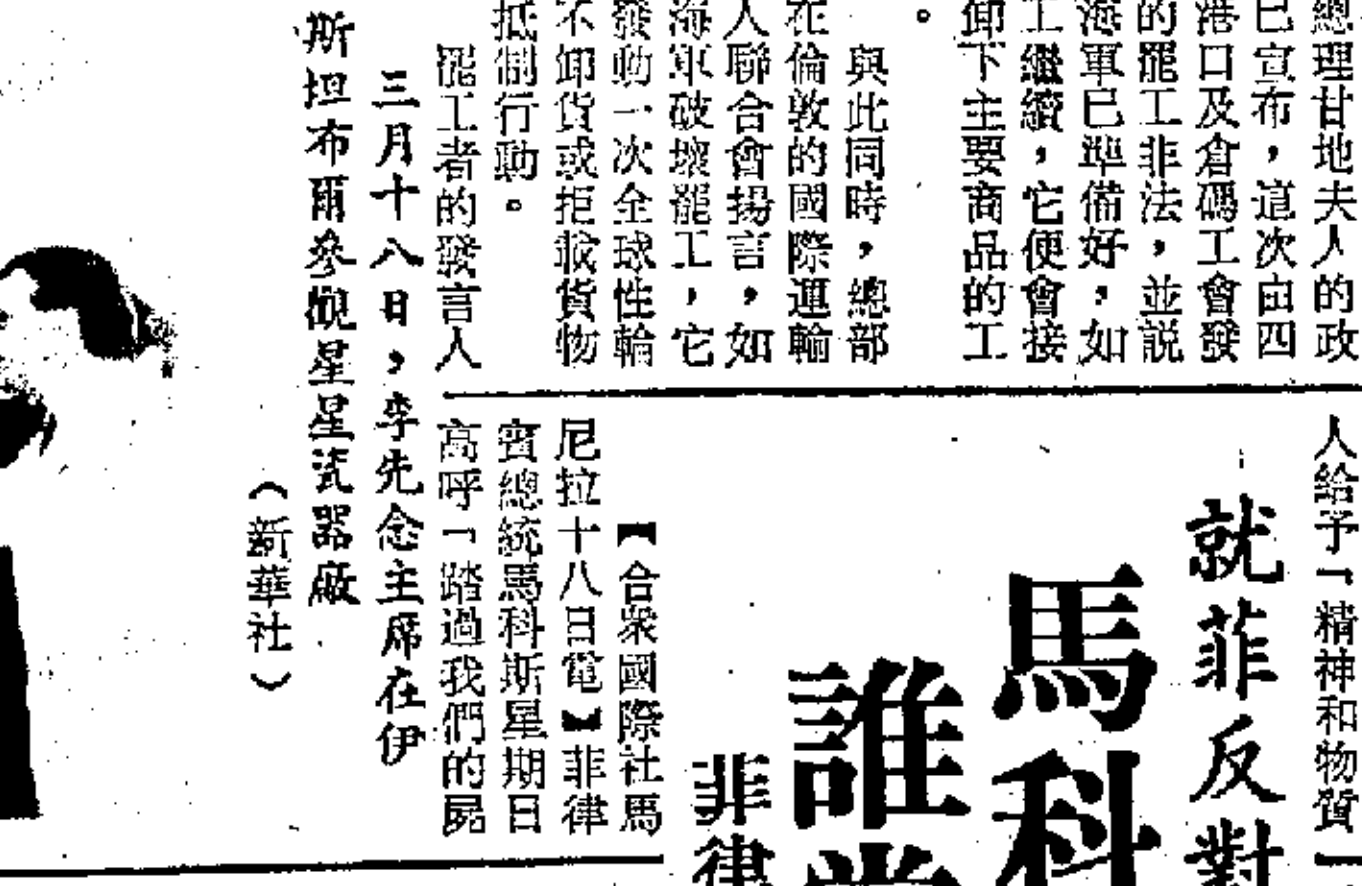 總理甘地夫人的政
已宣布，這次由四
港口及倉碼工會發
的罷工非法，並説
海軍已準備好，如
工繼續，它便會接
卸下主要商品的工
。
與此同時，總部
在倫敦的國際運輸
人聯合會揚言，如
海軍破壞罷工，它
發動一次全球性輪
不卸貨或拒載貨物
抵制行動。
罷工者的發言人
三月十八日，李先念主席在伊
斯坦布爾參觀星星瓷器廠
（新華社）
人給予「精神和物質
就菲反對
馬科
誰當
菲律
【合衆國際社馬
尼拉十八日電】菲律
賓總統馬科斯星期日
高呼「踏過我們的屍